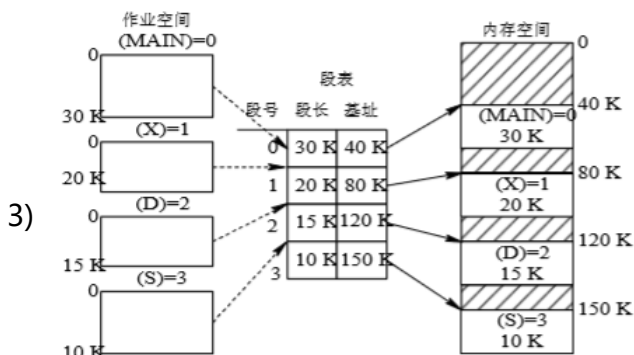 作业空间
(MAIN)=0
0
30 K
(X)=1
0
20 K
(D)=2
0
15 K
(S)=3
0
10 K
3)
段表
段号 段长 基址
0 30 K 40 K
1 20 K 80 K
2 15 K 120 K
3 10 K 150 K
内存空间
0
40 K
(MAIN)=0
30 K
80 K
(X)=1
20 K
120 K
(D)=2
15 K
150 K
(S)=3
10 K